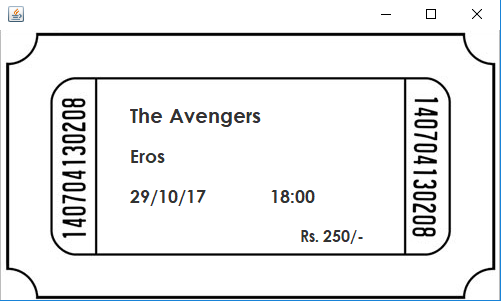 140704130208
The Avengers
Eros
29/10/17 18:00
Rs. 250/-
140704130208